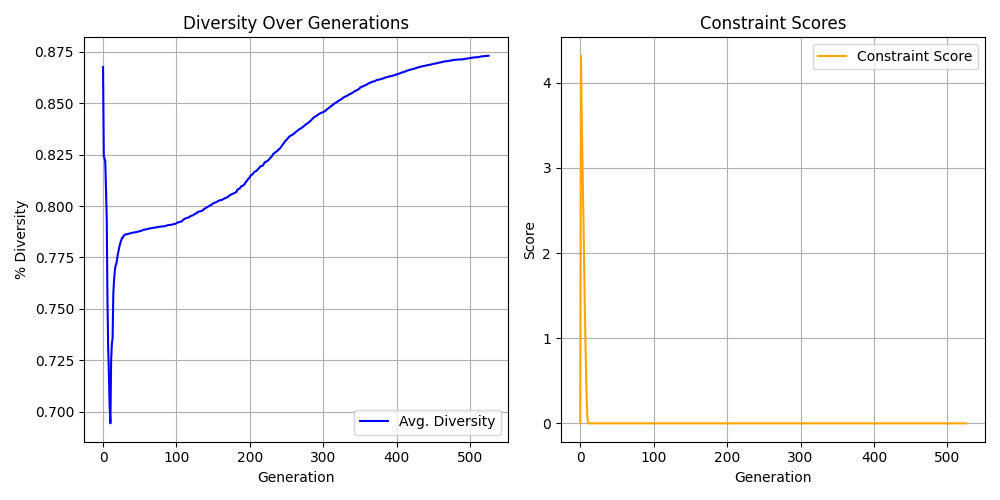 Diversity Over Generations
% Diversity
0.875
0.850
0.825
0.800
0.775
0.750
0.725
0.700
0 100 200 300 400 500
Generation
Avg. Diversity
Constraint Scores
Score
4
3
2
1
0
0 100 200 300 400 500
Generation
Constraint Score